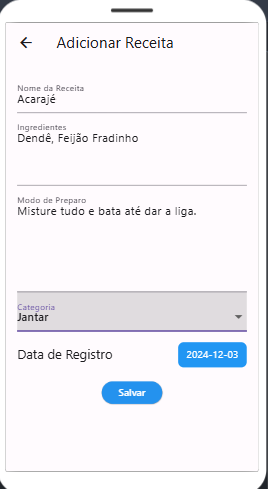 Adicionar Receita
Nome da Receita
Acarajé
Ingredientes
Dendê, Feijão Fradinho
Modo de Preparo
Misture tudo e bata até dar a liga.
Categoria
Jantar
Data de Registro 2024-12-03
Salvar